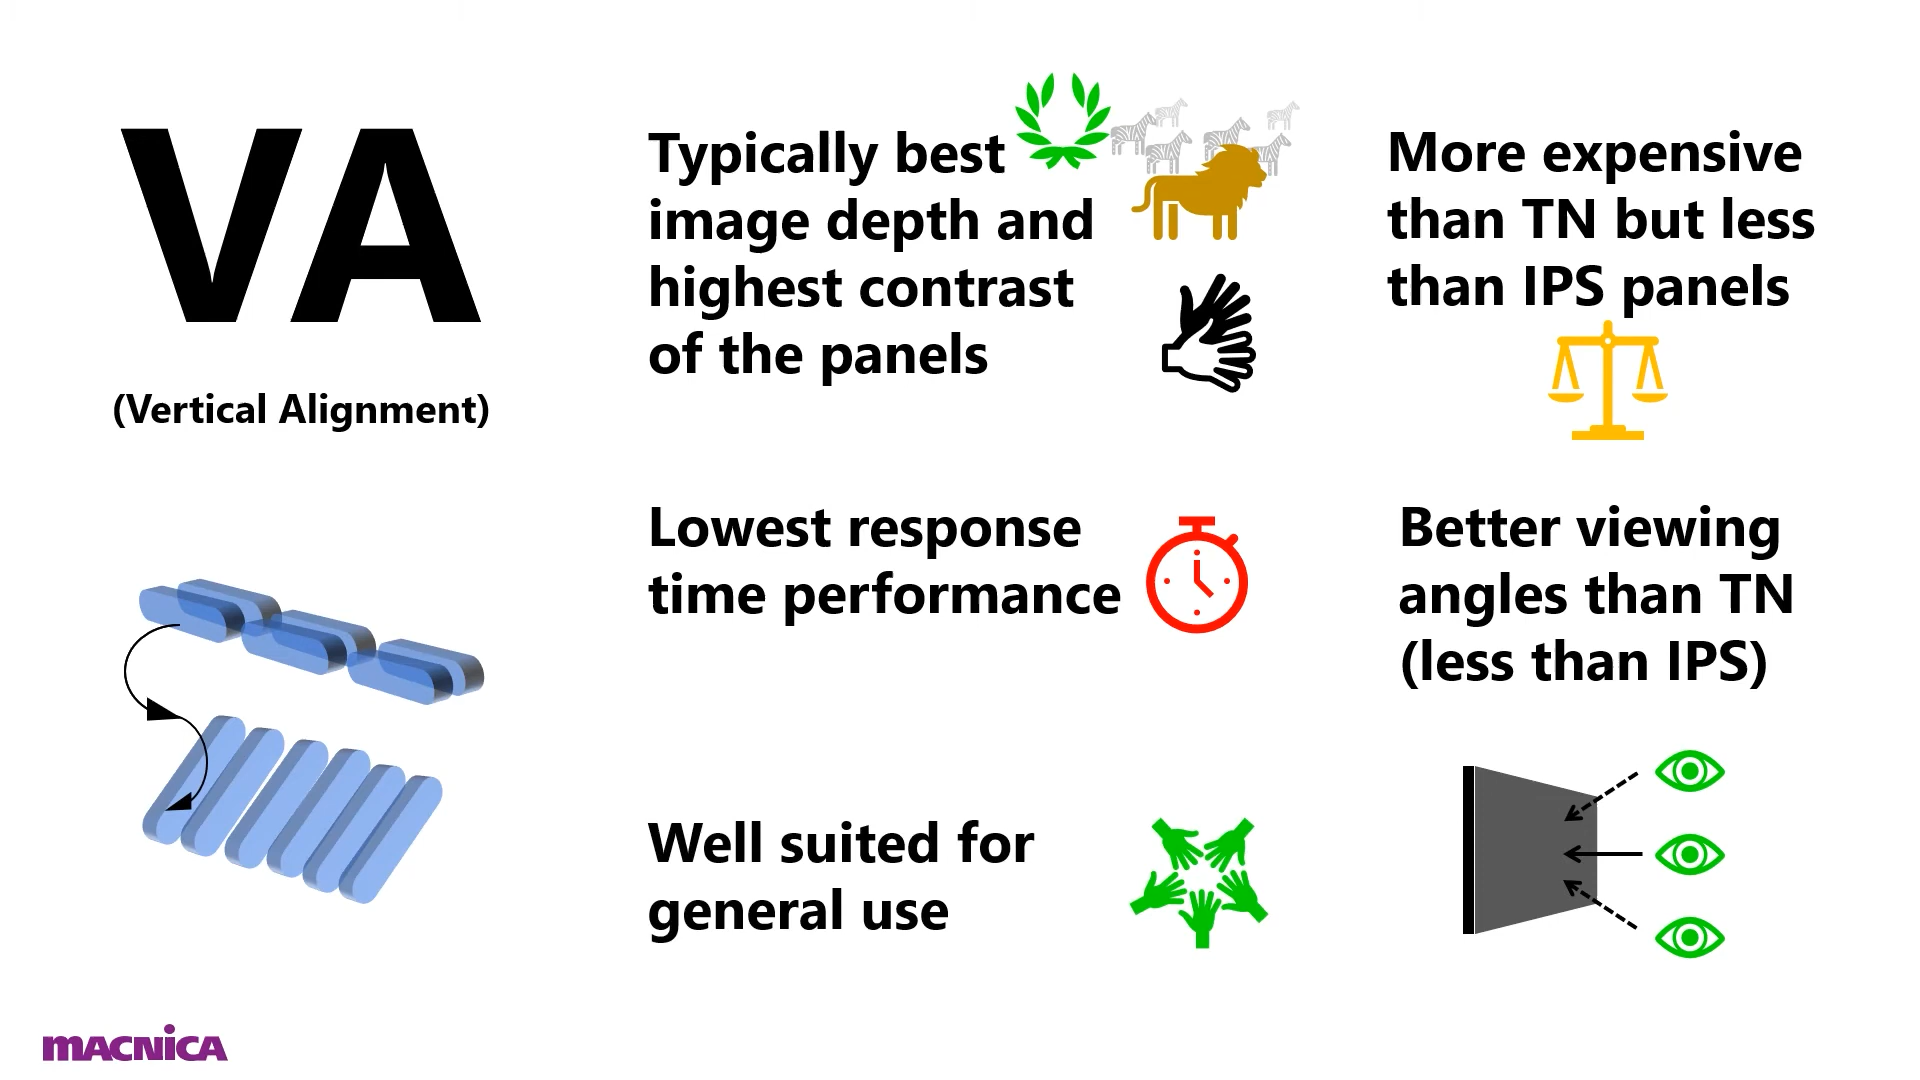 VA
(Vertical Alignment)
Typically best
image depth and
highest contrast
of the panels
More expensive
than TN but less
than IPS panels
Lowest response
time performance
Better viewing
angles than TN
(less than IPS)
Well suited for
general use
MACNiCA